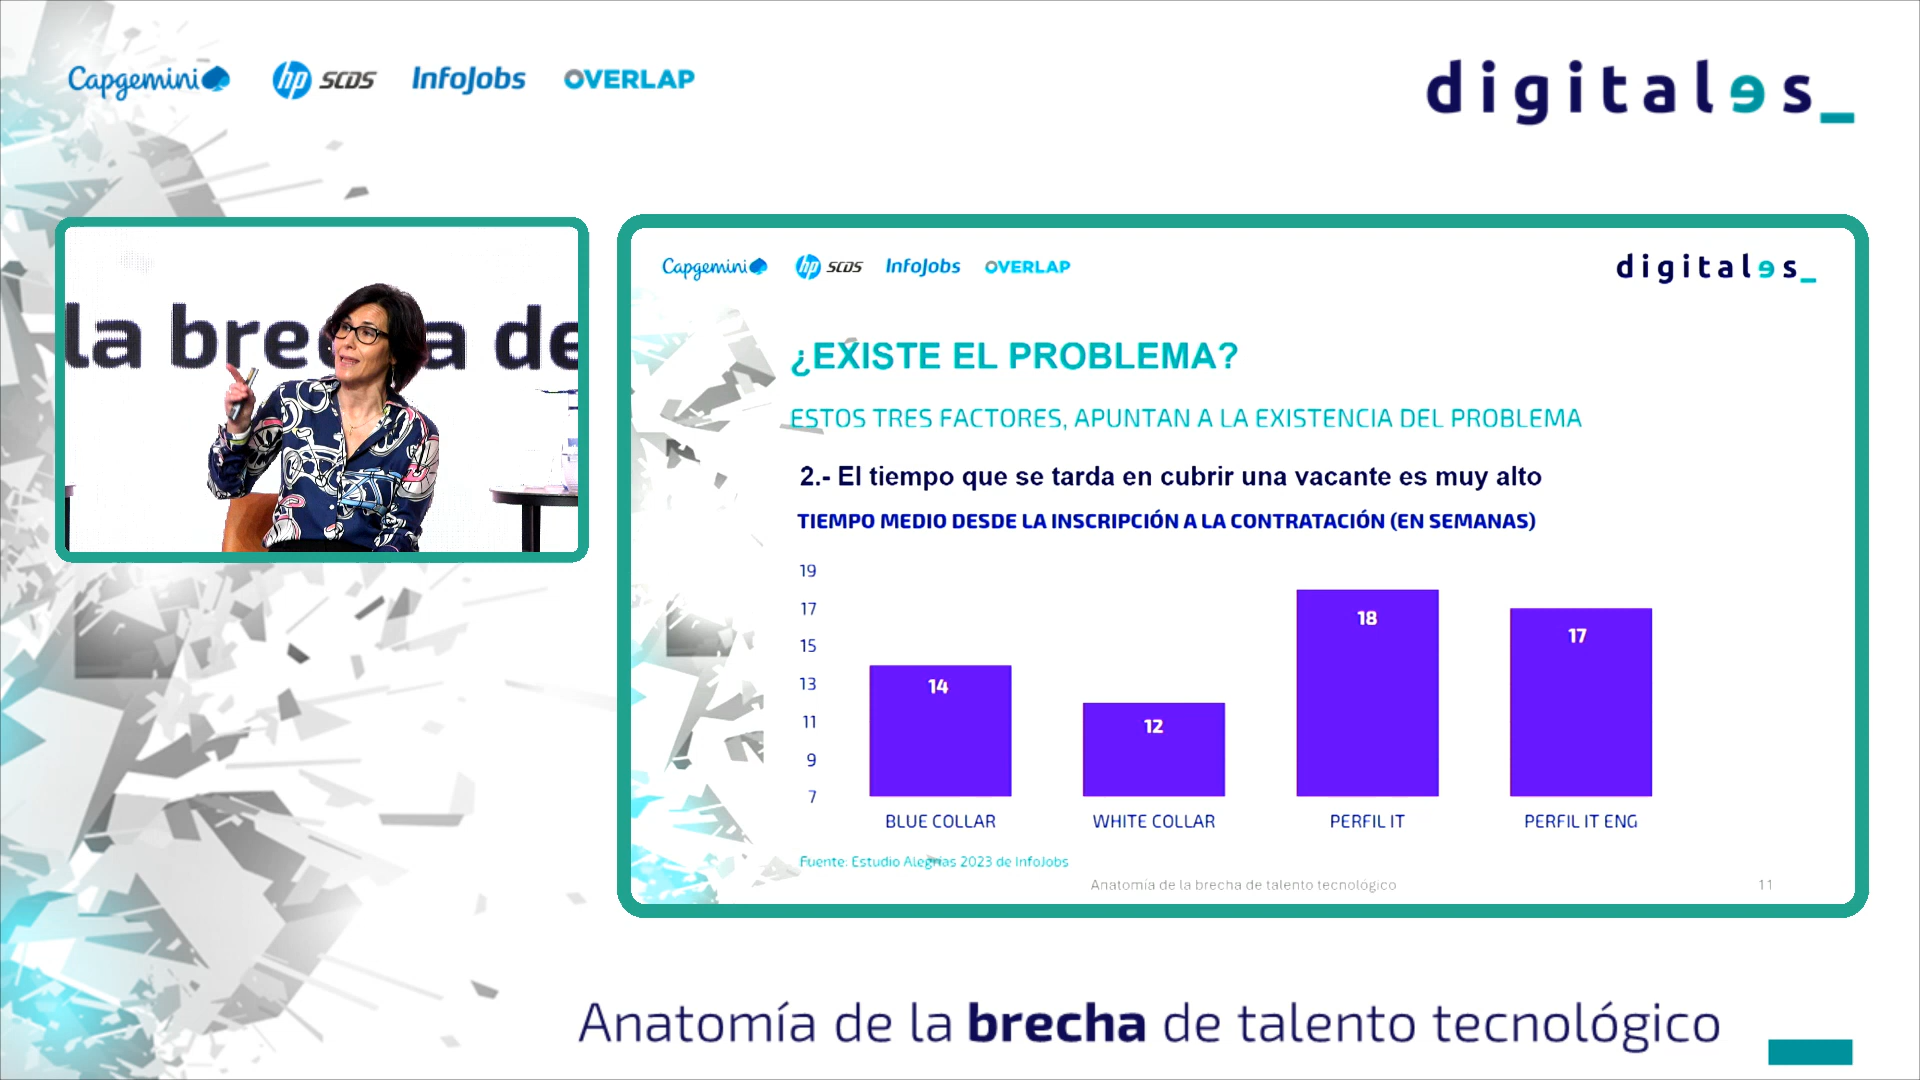 Capgemini hp SCDS InfoJobs OVERLAP
digitales_
la brecha de
Capgemini hp SCDS InfoJobs OVERLAP
digitales_
¿EXISTE EL PROBLEMA?
ESTOS TRES FACTORES, APUNTAN A LA EXISTENCIA DEL PROBLEMA
2.- El tiempo que se tarda en cubrir una vacante es muy alto
TIEMPO MEDIO DESDE LA INSCRIPCIÓN A LA CONTRATACIÓN (EN SEMANAS)
19
17
15
13
11
9
7
14
12
18
17
BLUE COLLAR
WHITE COLLAR
PERFIL IT
PERFIL IT ENG
Fuente: Estudio Alegrías 2023 de InfoJobs
Anatomía de la brecha de talento tecnológico
11
Anatomía de la brecha de talento tecnológico